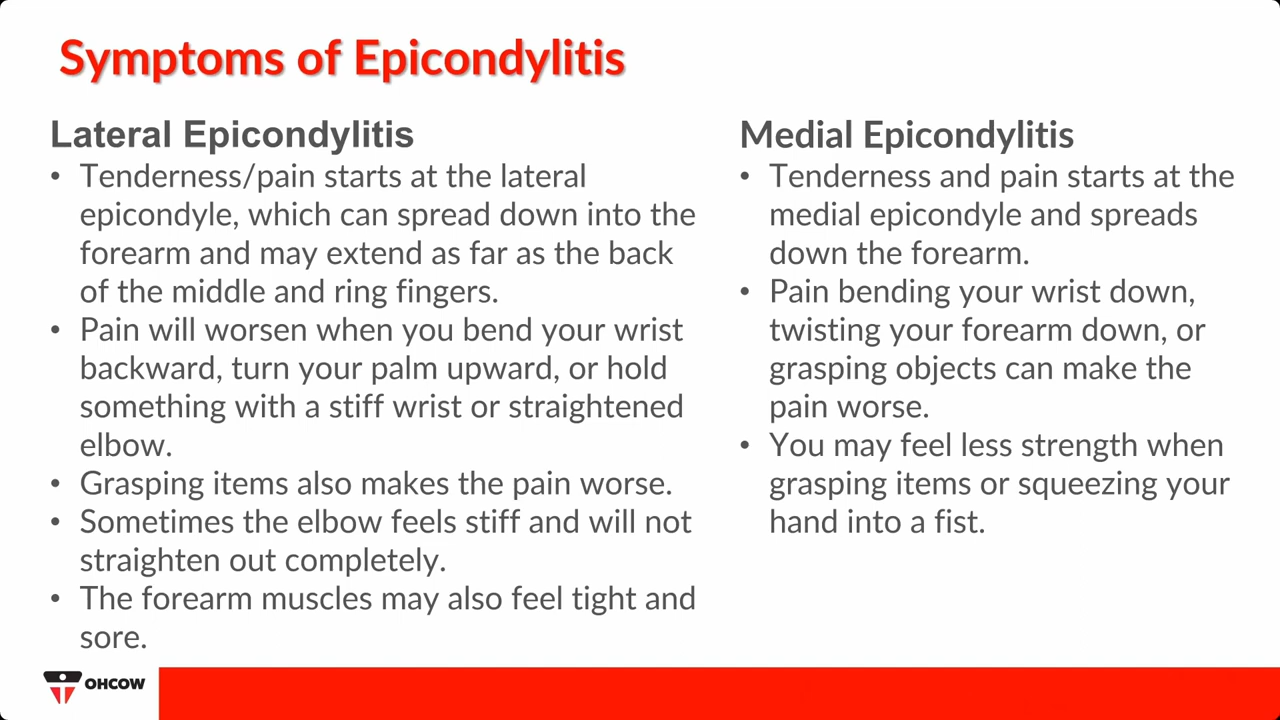 Symptoms of Epicondylitis
Lateral Epicondylitis
• Tenderness/pain starts at the lateral
epicondyle, which can spread down into the
forearm and may extend as far as the back
of the middle and ring fingers.
• Pain will worsen when you bend your wrist
backward, turn your palm upward, or hold
something with a stiff wrist or straightened
elbow.
• Grasping items also makes the pain worse.
• Sometimes the elbow feels stiff and will not
straighten out completely.
• The forearm muscles may also feel tight and
sore.
Medial Epicondylitis
• Tenderness and pain starts at the
medial epicondyle and spreads
down the forearm.
• Pain bending your wrist down,
twisting your forearm down, or
grasping objects can make the
pain worse.
• You may feel less strength when
grasping items or squeezing your
hand into a fist.
OHCOW